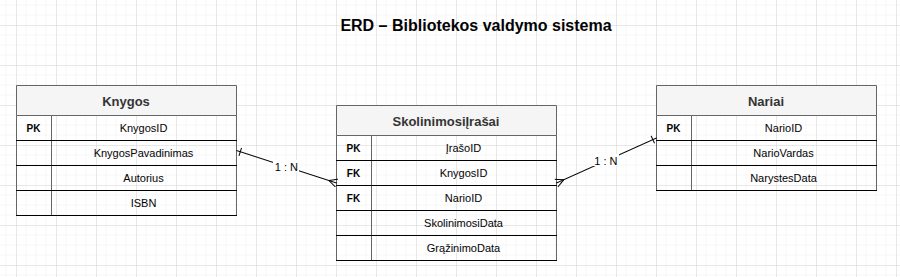 ERD – Bibliotekos valdymo sistema
Knygos
PK KnygosID
KnygosPavadinimas
Autorius
ISBN
1 : N
SkolinimosiĮrašai
PK ĮrašoID
FK KnygosID
FK NarioID
SkolinimosiData
GrąžinimoData
1 : N
Nariai
PK NarioID
NarioVardas
NarystesData